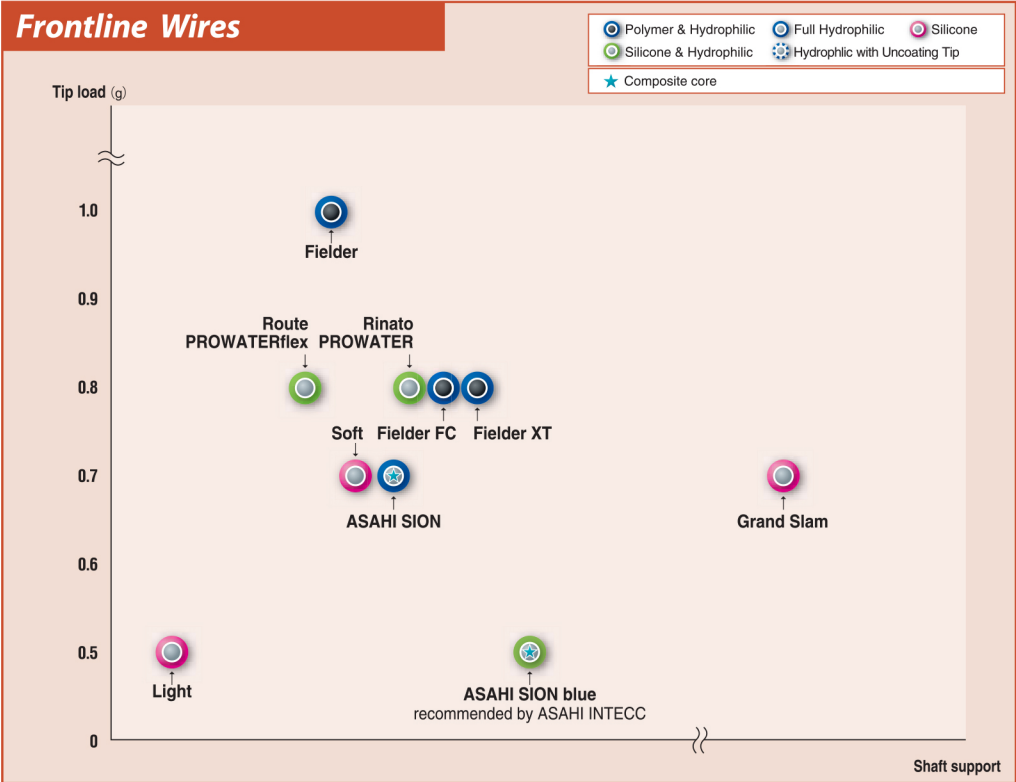 Frontline Wires
Polymer & Hydrophilic
Full Hydrophilic
Silicone
Silicone & Hydrophilic
Hydrophlic with Uncoating Tip
Composite core
Tip load (g)
1.0
Fielder
0.9
Route
PROWATERflex
Rinato
PROWATER
0.8
Soft
Fielder FC
Fielder XT
0.7
ASAHI SION
Grand Slam
0.6
0.5
Light
ASAHI SION blue
recommended by ASAHI INTECC
0
Shaft support